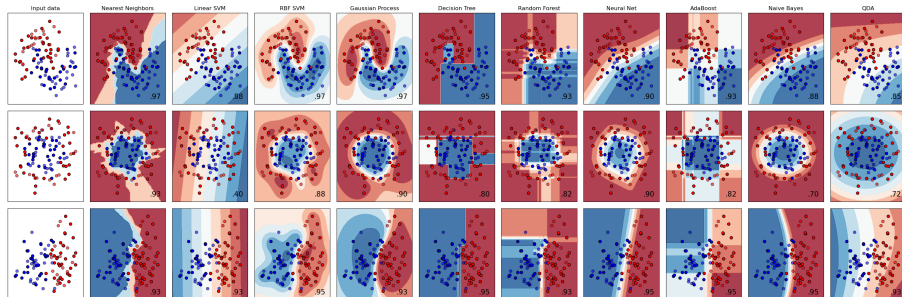 Input data Nearest Neighbors Linear SVM RBF SVM Gaussian Process Decision Tree Random Forest Neural Net AdaBoost Naive Bayes QDA
.97 .88 .97 .97 .95 .93 .90 .93 .88 .85
.93 .40 .88 .90 .80 .82 .90 .82 .70 .72
.93 .93 .95 .93 .95 .93 .95 .95 .95 .93